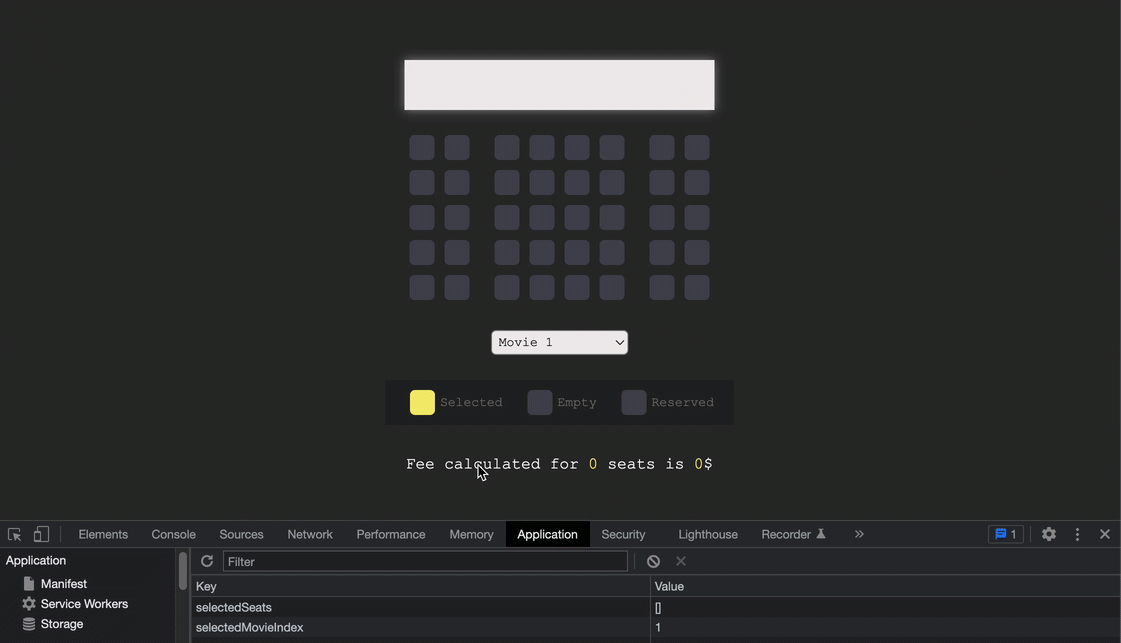 Movie 1
Selected Empty Reserved
Fee calculated for 0 seats is 0$
Elements Console Sources Network Performance Memory Application Security Lighthouse Recorder » 1
Application
Filter
Manifest
Key Value
Service Workers
selectedSeats []
Storage
selectedMovieIndex 1